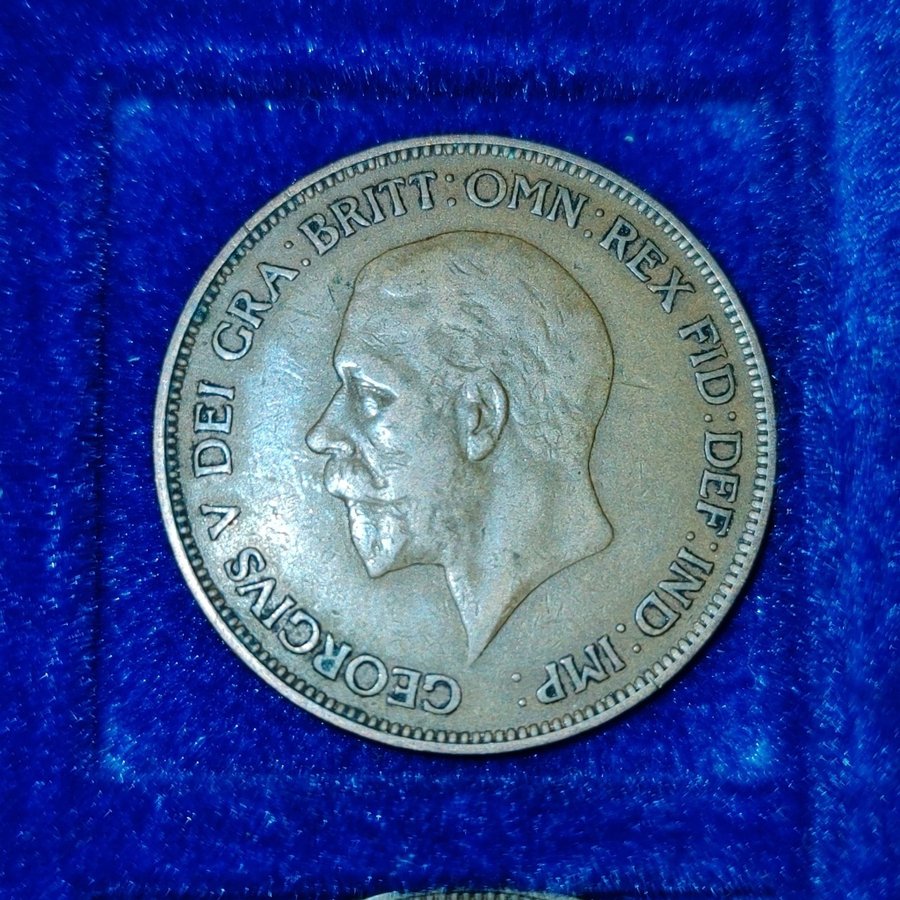 GEORGIVS V DEI GRA: BRITT: OMN: REX FID: DEF: IND: IMP: